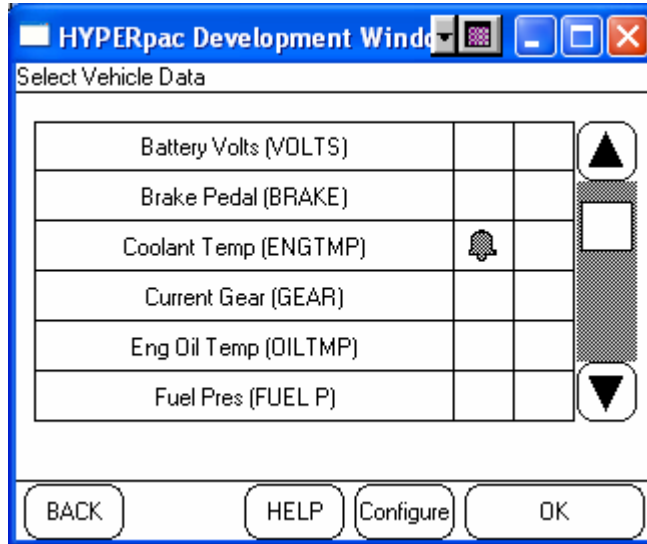 HYPERpac Development Windo
Select Vehicle Data
Battery Volts (VOLTS)
Brake Pedal (BRAKE)
Coolant Temp (ENGTMP)
Current Gear (GEAR)
Eng Oil Temp (OILTMP)
Fuel Pres (FUEL P)
BACK HELP Configure OK